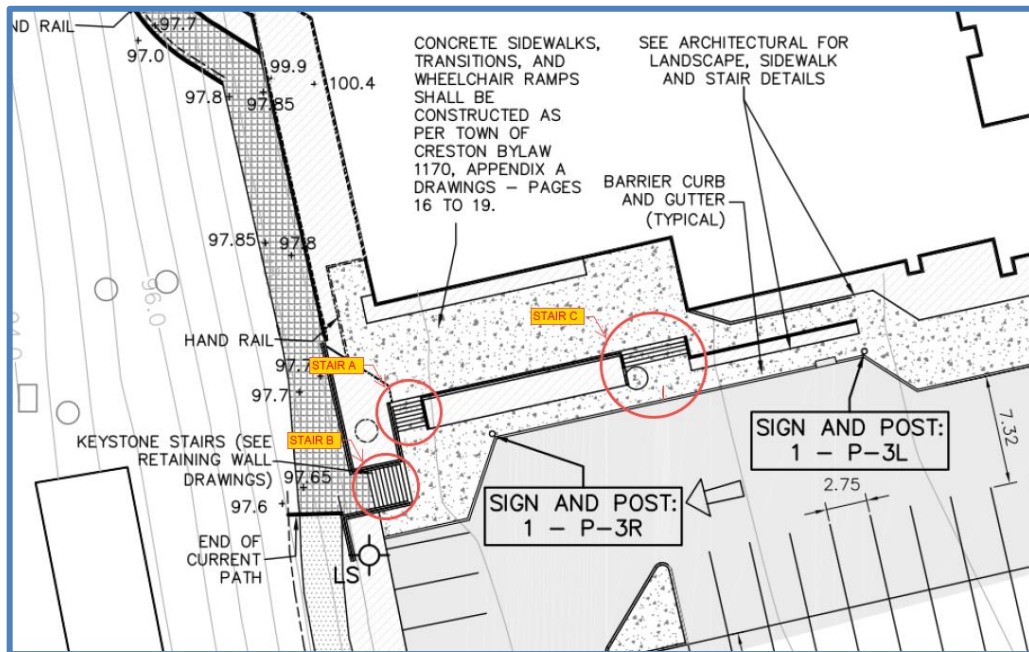 ND RAIL
97.7
97.0
99.9
97.8
97.85
100.4
CONCRETE SIDEWALKS,
TRANSITIONS, AND
WHEELCHAIR RAMPS
SHALL BE
CONSTRUCTED AS
PER TOWN OF
CRESTON BYLAW
1170, APPENDIX A
DRAWINGS – PAGES
16 TO 19.
SEE ARCHITECTURAL FOR
LANDSCAPE, SIDEWALK
AND STAIR DETAILS
BARRIER CURB
AND GUTTER
(TYPICAL)
97.85
97.8
96.0
HAND RAIL
STAIR C
STAIR A
97.7
97.7
STAIR B
KEYSTONE STAIRS (SEE
RETAINING WALL
DRAWINGS)
97.65
97.6
END OF
CURRENT
PATH
LS
SIGN AND POST:
1 – P-3R
SIGN AND POST:
1 – P-3L
2.75
7.32